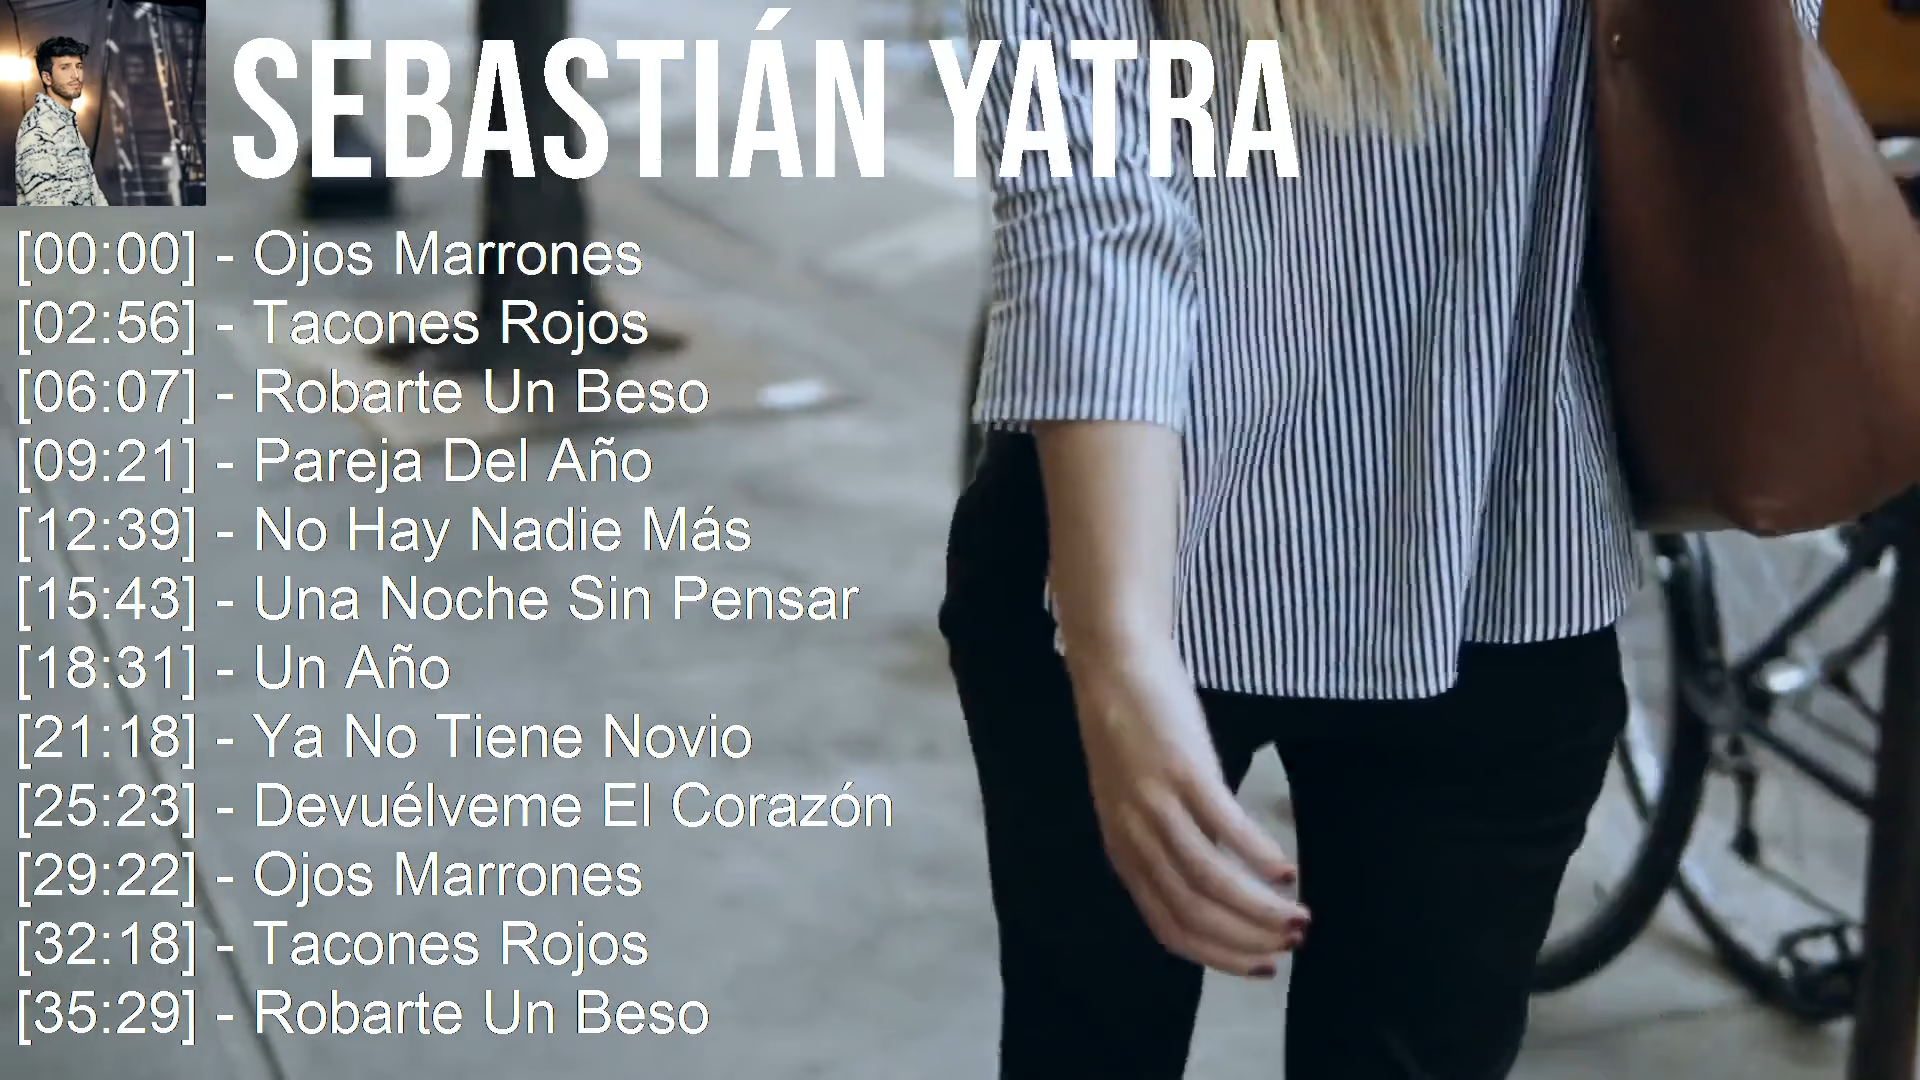 SEBASTIÁN YATRA
[00:00] - Ojos Marrones
[02:56] - Tacones Rojos
[06:07] - Robarte Un Beso
[09:21] - Pareja Del Año
[12:39] - No Hay Nadie Más
[15:43] - Una Noche Sin Pensar
[18:31] - Un Año
[21:18] - Ya No Tiene Novio
[25:23] - Devuélveme El Corazón
[29:22] - Ojos Marrones
[32:18] - Tacones Rojos
[35:29] - Robarte Un Beso